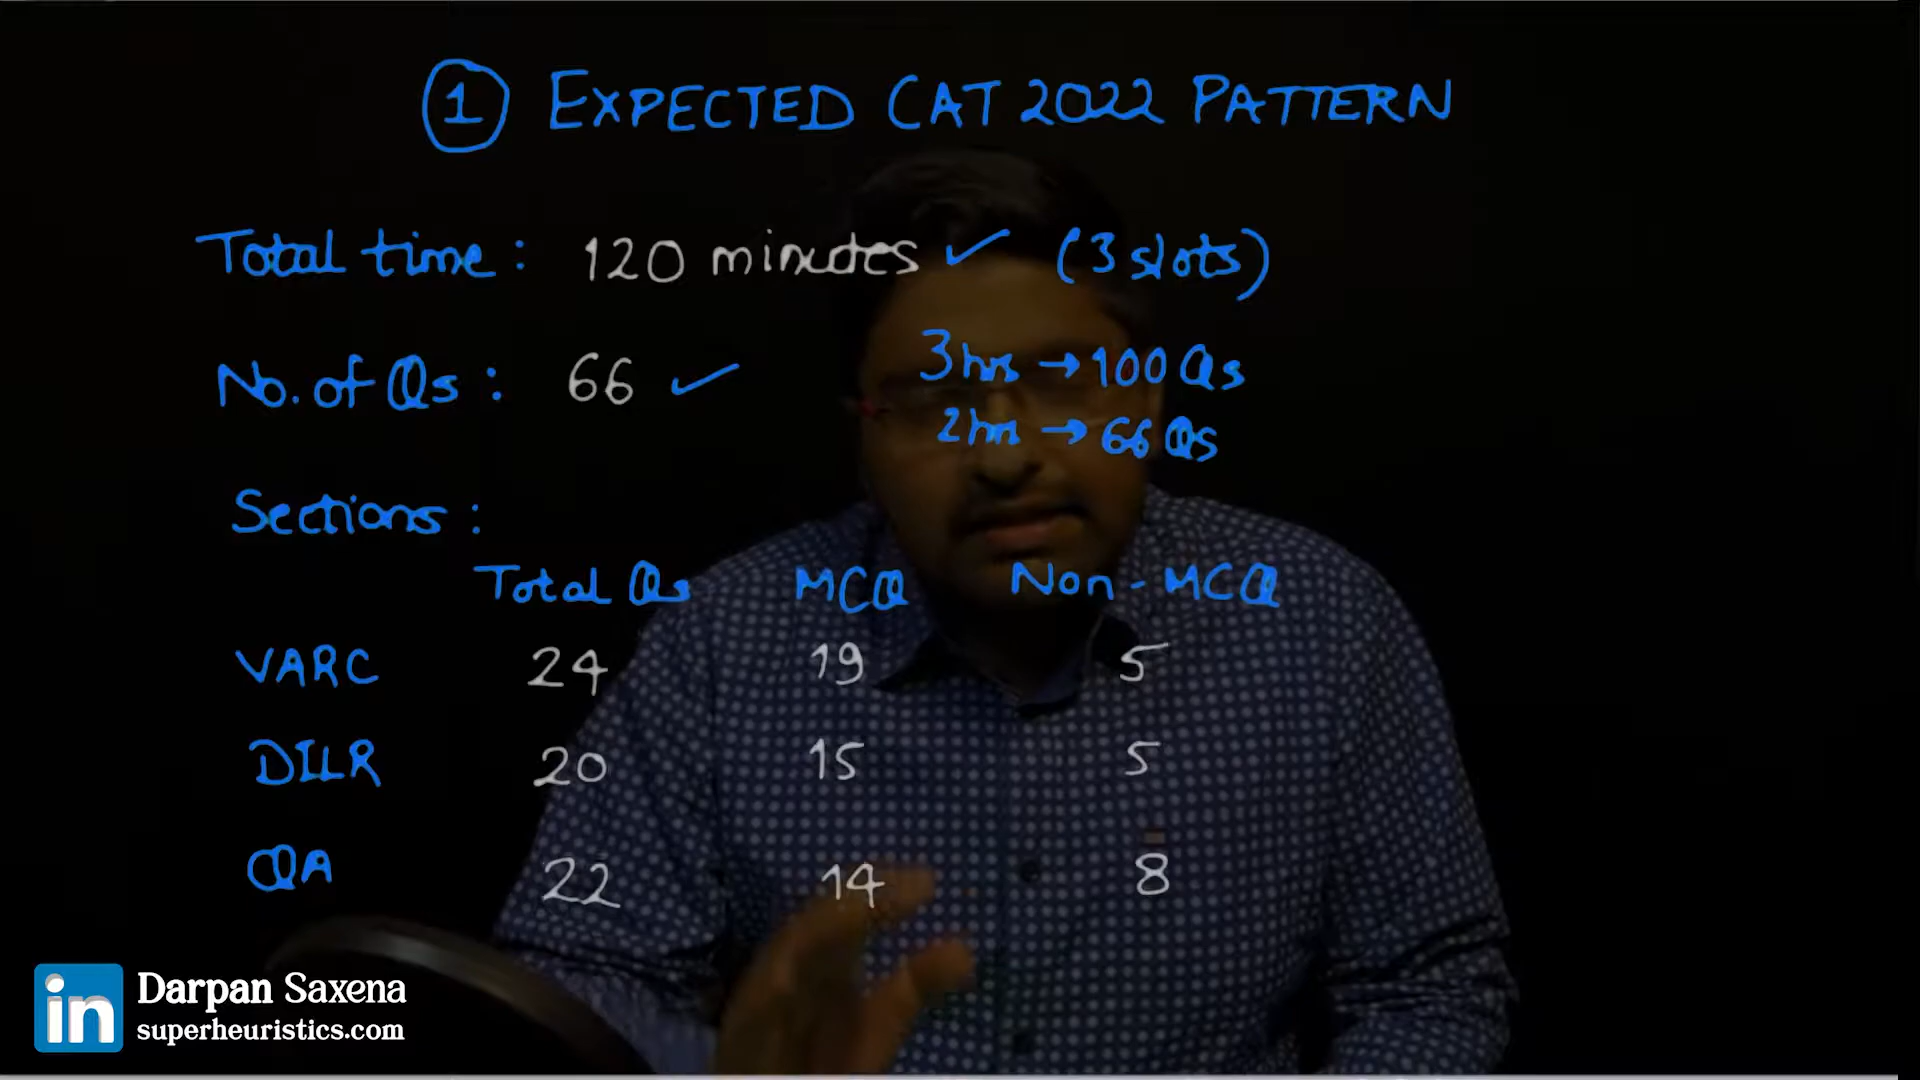 1 EXPECTED CAT 2022 PATTERN
Total time : 120 minutes ✓ (3 slots)
No. of Qs : 66 ✓
3 hrs → 100 Qs
2 hrs → 66 Qs
Sections :
Total Qs MCQ Non-MCQ
VARC 24 19 5
DILR 20 15 5
QA 22 14 8
in Darpan Saxena
superheuristics.com